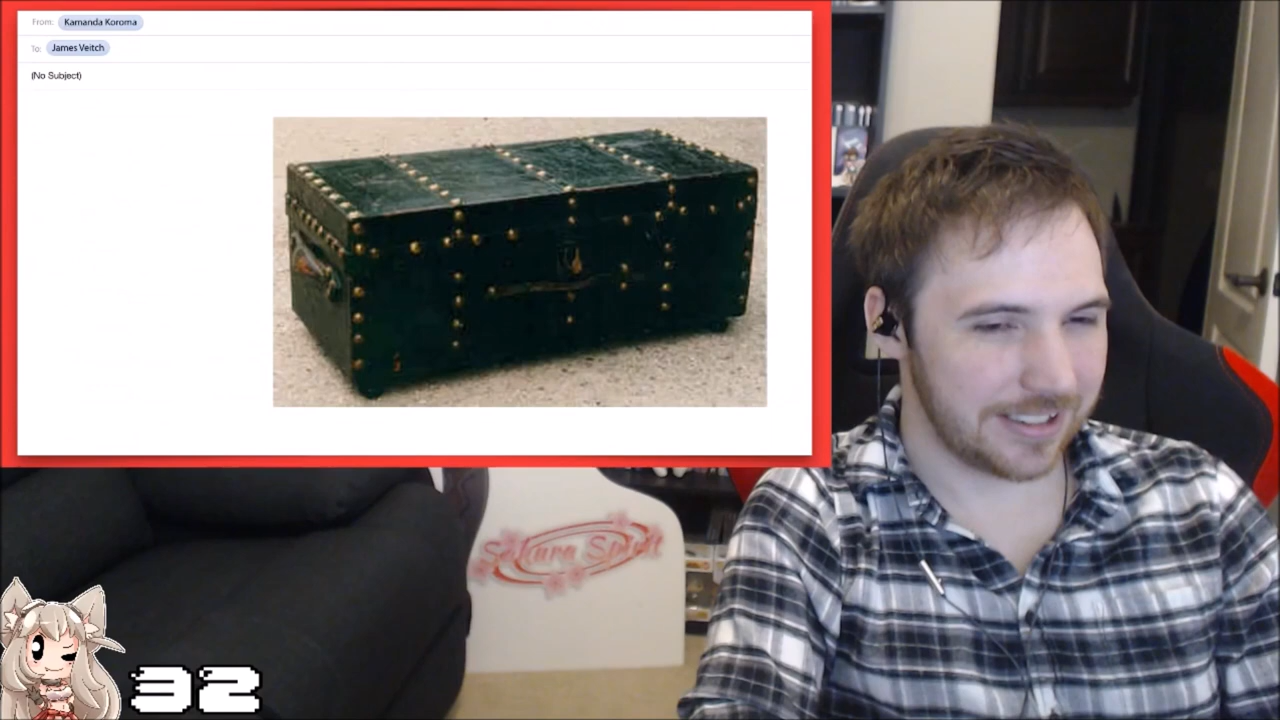 From: Kamanda Koroma
To: James Veitch
(No Subject)
Sakura Spirit
32